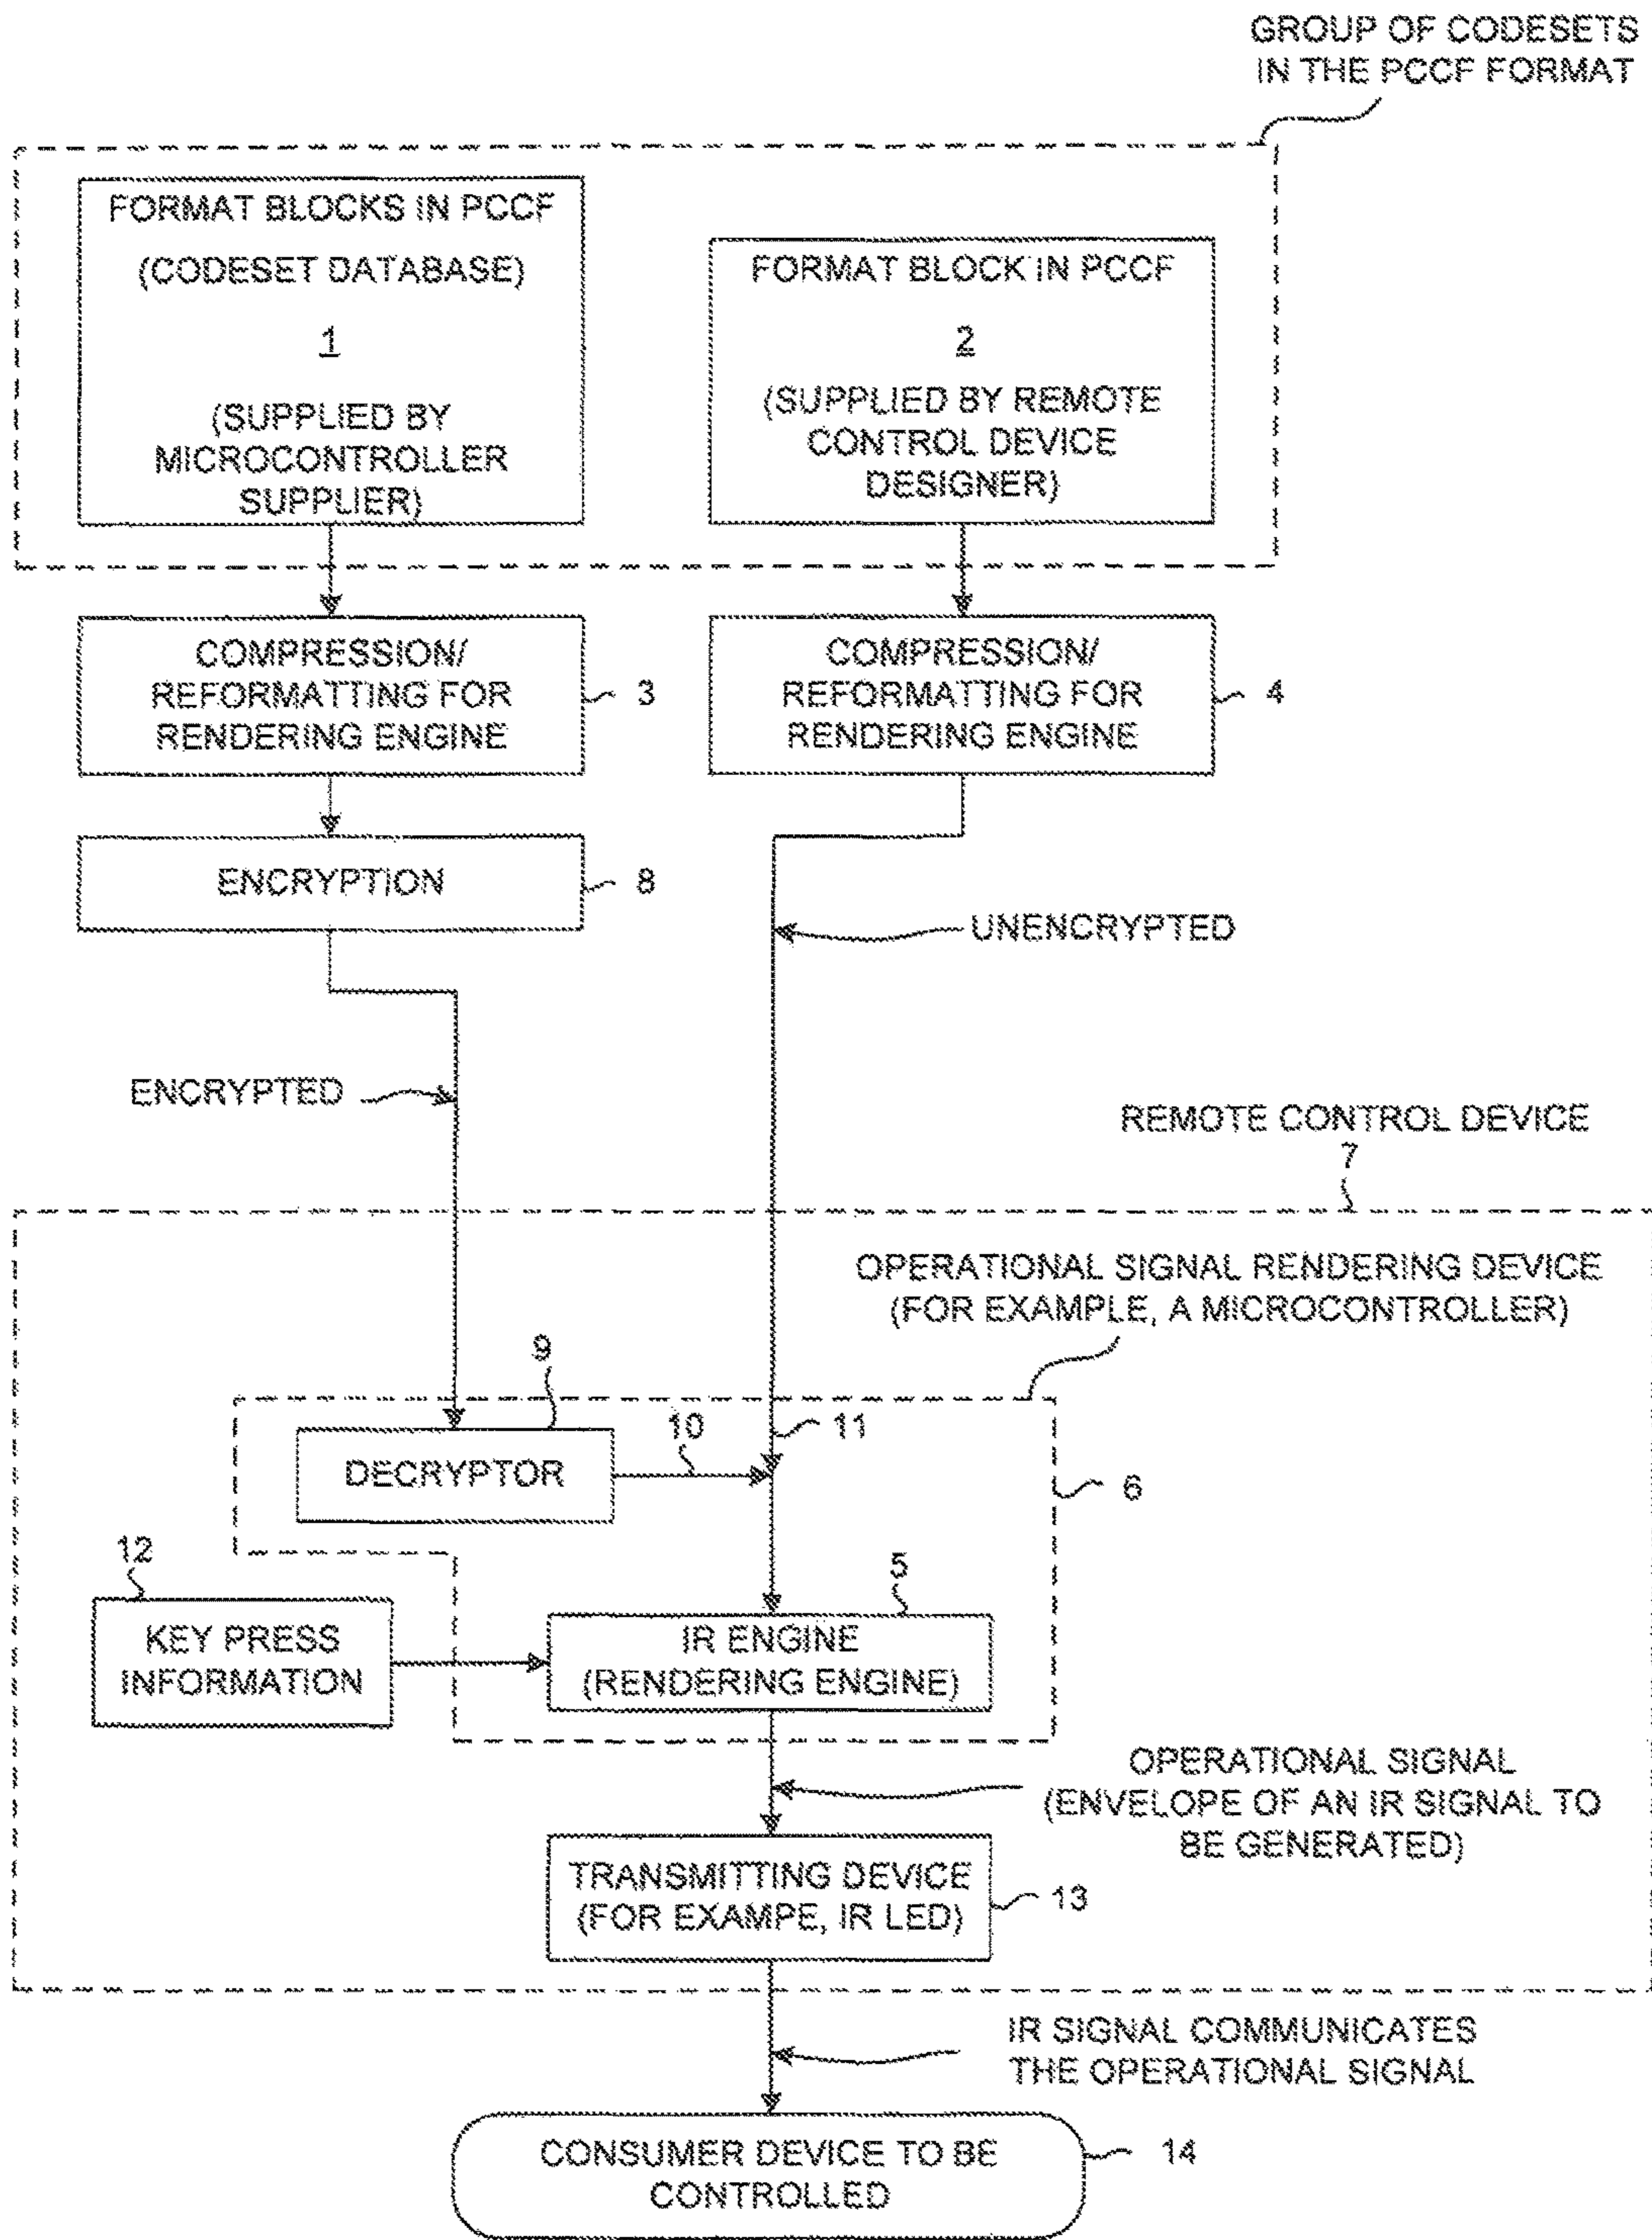 GROUP OF CODESETS
IN THE PCCF FORMAT
FORMAT BLOCKS IN PCCF
(CODESET DATABASE)
1
(SUPPLIED BY
MICROCONTROLLER
SUPPLIER)
FORMAT BLOCK IN PCCF
2
(SUPPLIED BY REMOTE
CONTROL DEVICE
DESIGNER)
COMPRESSION/
REFORMATTING FOR
RENDERING ENGINE
3
COMPRESSION/
REFORMATTING FOR
RENDERING ENGINE
4
ENCRYPTION
8
UNENCRYPTED
ENCRYPTED
REMOTE CONTROL DEVICE
7
OPERATIONAL SIGNAL RENDERING DEVICE
(FOR EXAMPLE, A MICROCONTROLLER)
9
10
11
DECRYPTOR
6
12
5
KEY PRESS
INFORMATION
IR ENGINE
(RENDERING ENGINE)
OPERATIONAL SIGNAL
(ENVELOPE OF AN IR SIGNAL TO
BE GENERATED)
TRANSMITTING DEVICE
(FOR EXAMPE, IR LED)
13
IR SIGNAL COMMUNICATES
THE OPERATIONAL SIGNAL
CONSUMER DEVICE TO BE
CONTROLLED
14